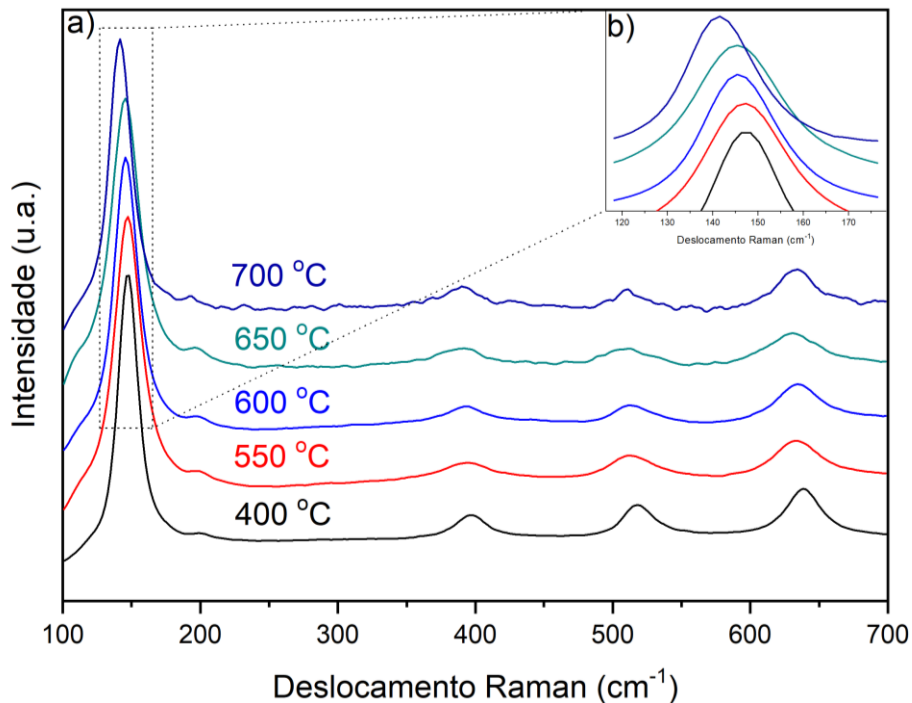 a)
b)
120 130 140 150 160 170
Deslocamento Raman (cm⁻¹)
700 °C
650 °C
600 °C
550 °C
400 °C
Intensidade (u.a.)
100 200 300 400 500 600 700
Deslocamento Raman (cm⁻¹)